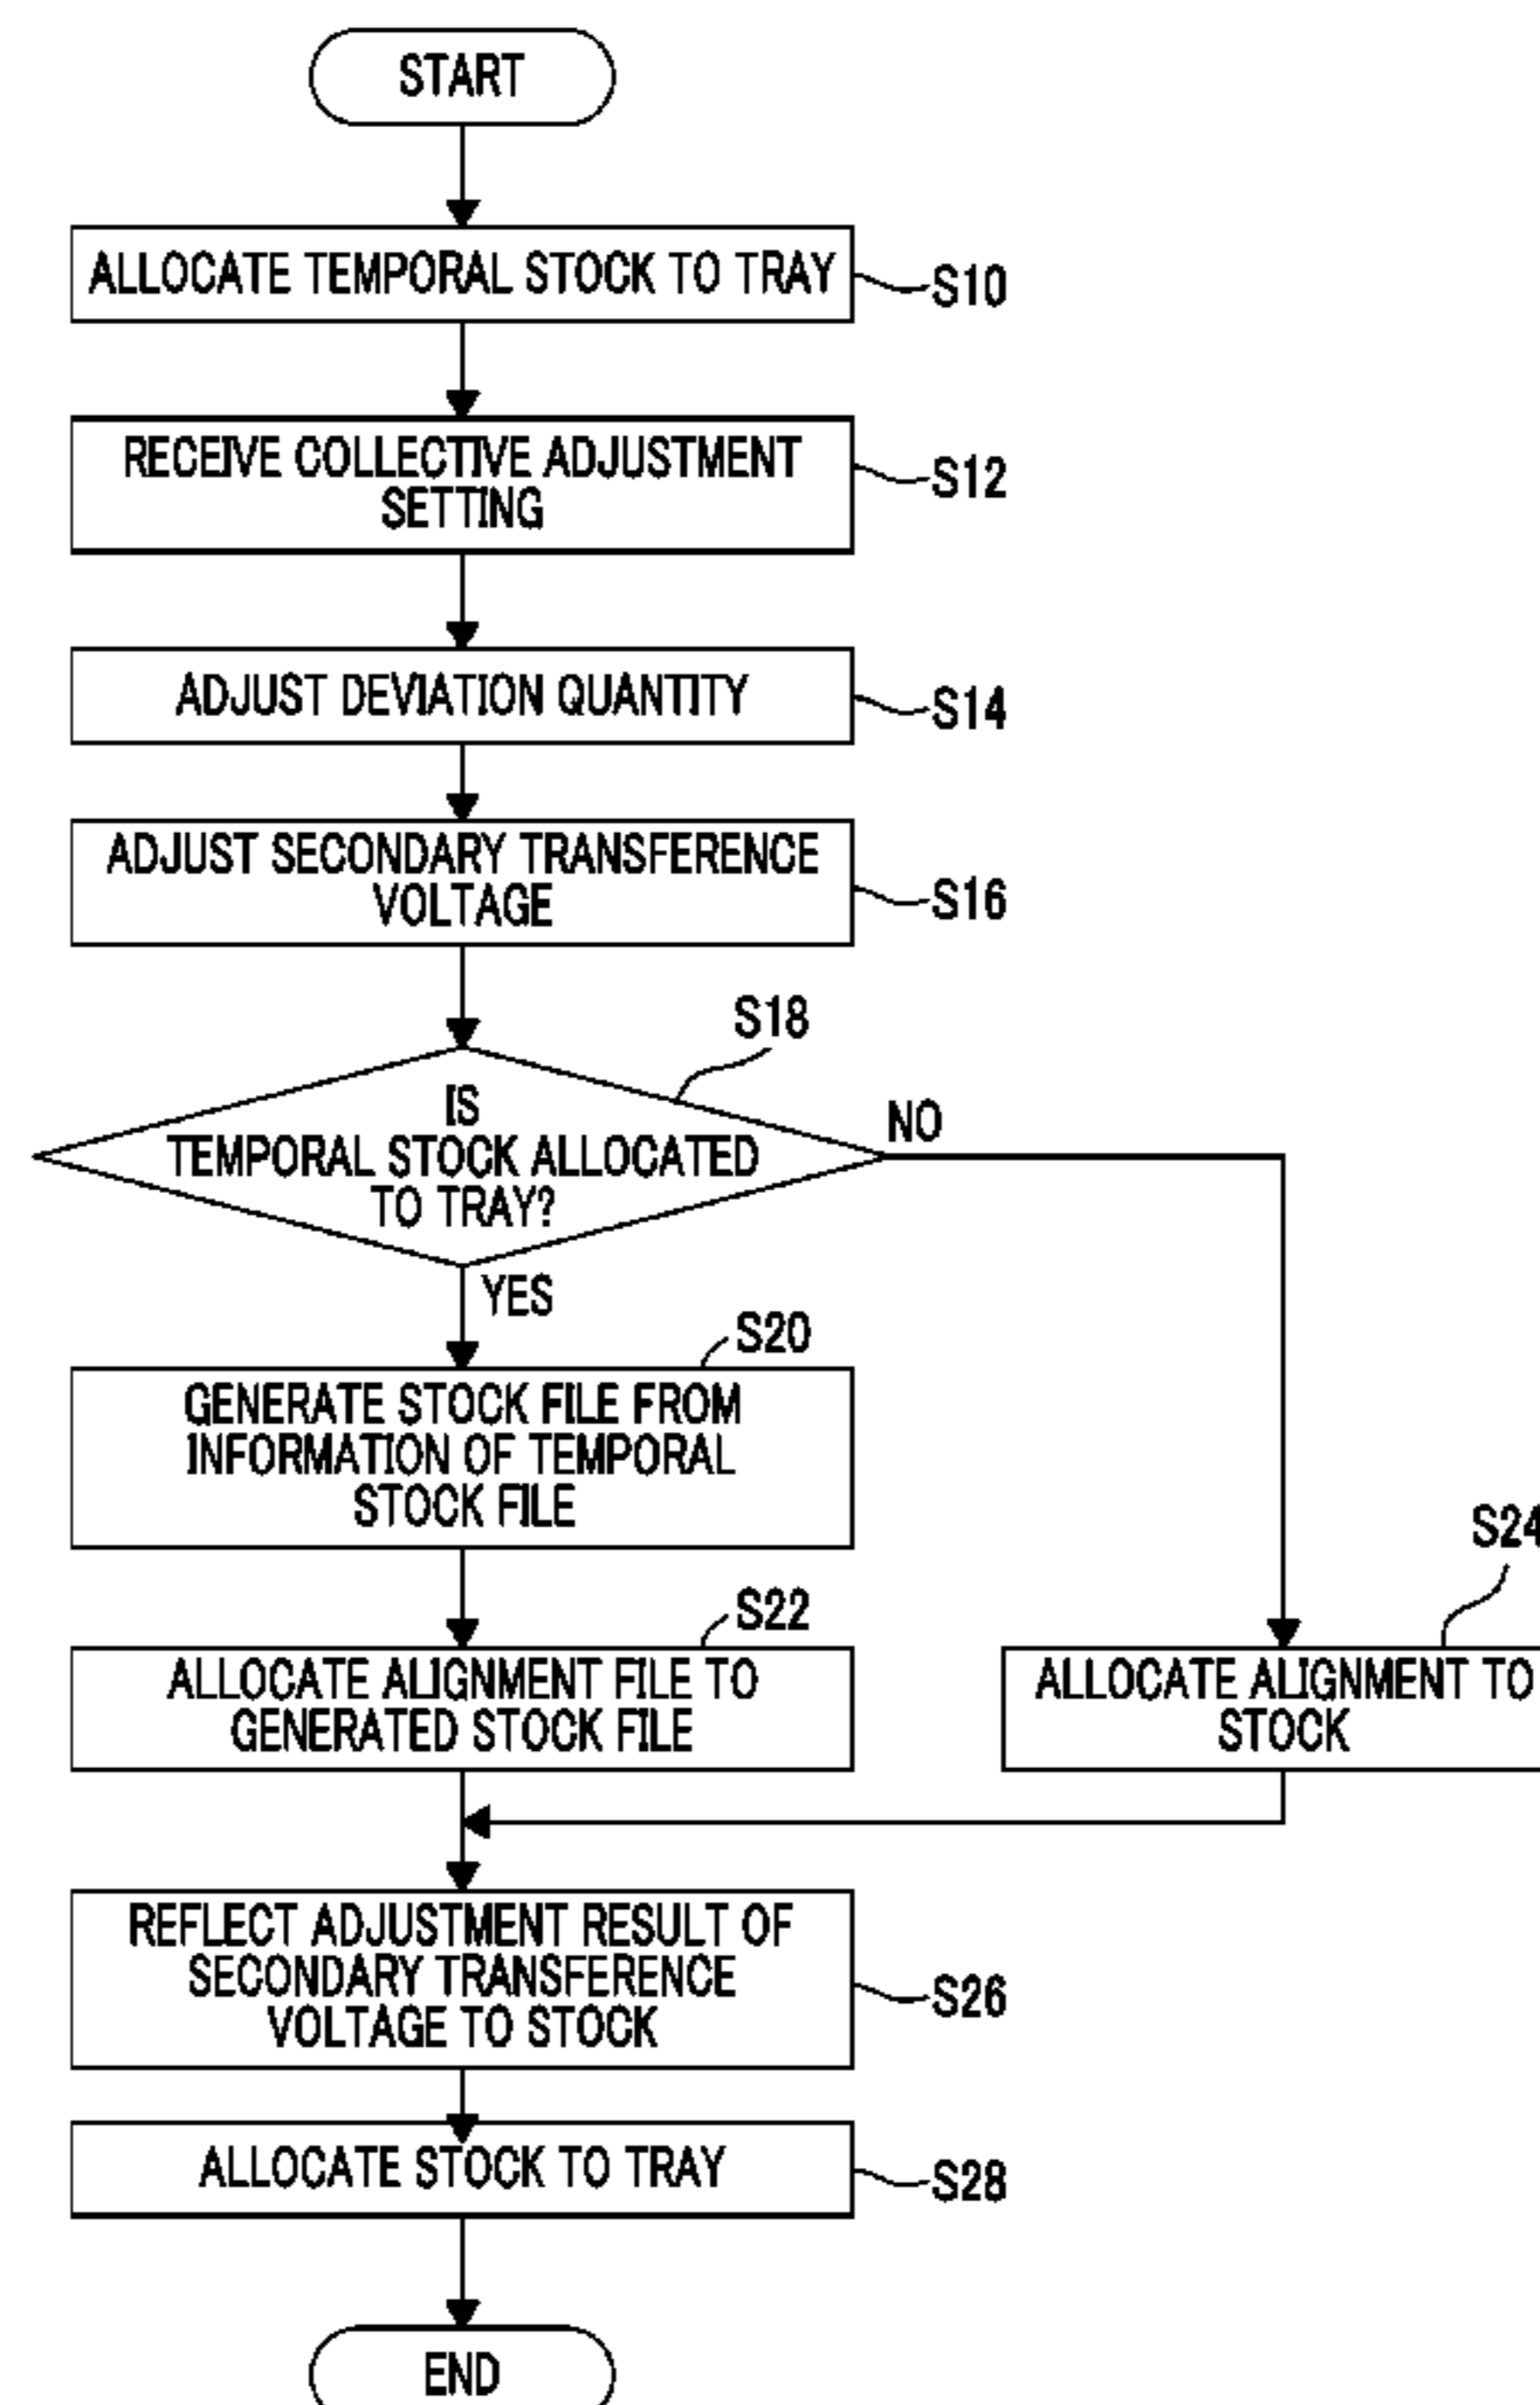 START
ALLOCATE TEMPORAL STOCK TO TRAY
S10
RECEIVE COLLECTIVE ADJUSTMENT
SETTING
S12
ADJUST DEVIATION QUANTITY
S14
ADJUST SECONDARY TRANSFERENCE
VOLTAGE
S16
S18
IS
TEMPORAL STOCK ALLOCATED
TO TRAY?
NO
YES
S20
GENERATE STOCK FILE FROM
INFORMATION OF TEMPORAL
STOCK FILE
S22
ALLOCATE ALIGNMENT FILE TO
GENERATED STOCK FILE
S24
ALLOCATE ALIGNMENT TO
STOCK
REFLECT ADJUSTMENT RESULT OF
SECONDARY TRANSFERENCE
VOLTAGE TO STOCK
S26
ALLOCATE STOCK TO TRAY
S28
END